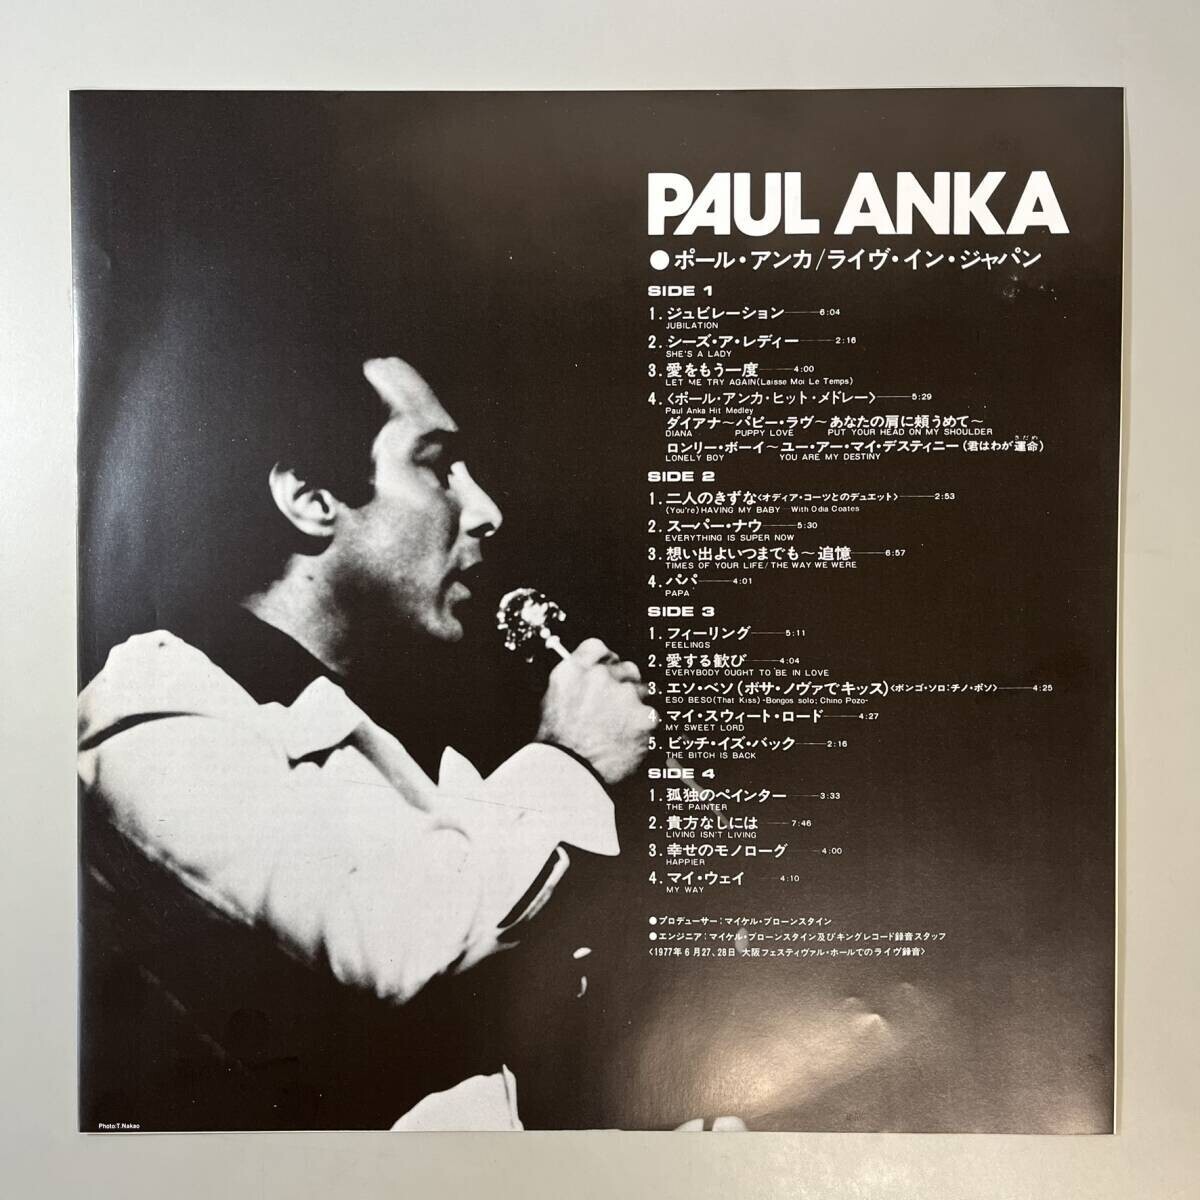 PAUL ANKA
●ポール・アンカ/ライヴ・イン・ジャパン
SIDE 1
1.ジュビレーション——6:04
JUBILATION
2.シーズ・ア・レディー——2:16
SHE'S A LADY
3.愛をもう一度——4:00
LET ME TRY AGAIN(Laisse Moi Le Temps)
4.〈ポール・アンカ・ヒット・メドレー〉——5:29
Paul Anka Hit Medley
ダイアナ〜パピー・ラヴ〜あなたの肩に頬うめて〜
DIANA PUPPY LOVE PUT YOUR HEAD ON MY SHOULDER
ロンリー・ボーイ〜ユー・アー・マイ・デスティニー(君はわが運命)
さだめ
LONELY BOY YOU ARE MY DESTINY
SIDE 2
1.二人のきずな〈オディア・コーツとのデュエット〉——2:53
(You're) HAVING MY BABY—With Odia Coates
2.スーパー・ナウ——5:30
EVERYTHING IS SUPER NOW
3.想い出よいつまでも〜追憶——6:57
TIMES OF YOUR LIFE/THE WAY WE WERE
4.パパ——4:01
PAPA
SIDE 3
1.フィーリング——5:11
FEELINGS
2.愛する歓び——4:04
EVERYBODY OUGHT TO BE IN LOVE
3.エソ・ベソ(ボサ・ノヴァでキッス)〈ボンゴ・ソロ:チノ・ポゾ〉——4:25
ESO BESO(That Kiss) -Bongos solo; Chino Pozo-
4.マイ・スウィート・ロード——4:27
MY SWEET LORD
5.ビッチ・イズ・バック——2:16
THE BITCH IS BACK
SIDE 4
1.孤独のペインター——3:33
THE PAINTER
2.貴方なしには——7:46
LIVING ISN'T LIVING
3.幸せのモノローグ——4:00
HAPPIER
4.マイ・ウェイ——4:10
MY WAY
●プロデューサー:マイケル・ブローンスタイン
●エンジニア:マイケル・ブローンスタイン及びキングレコード録音スタッフ
〈1977年6月27、28日 大阪フェスティヴァル・ホールでのライヴ録音〉
Photo:T.Nakao